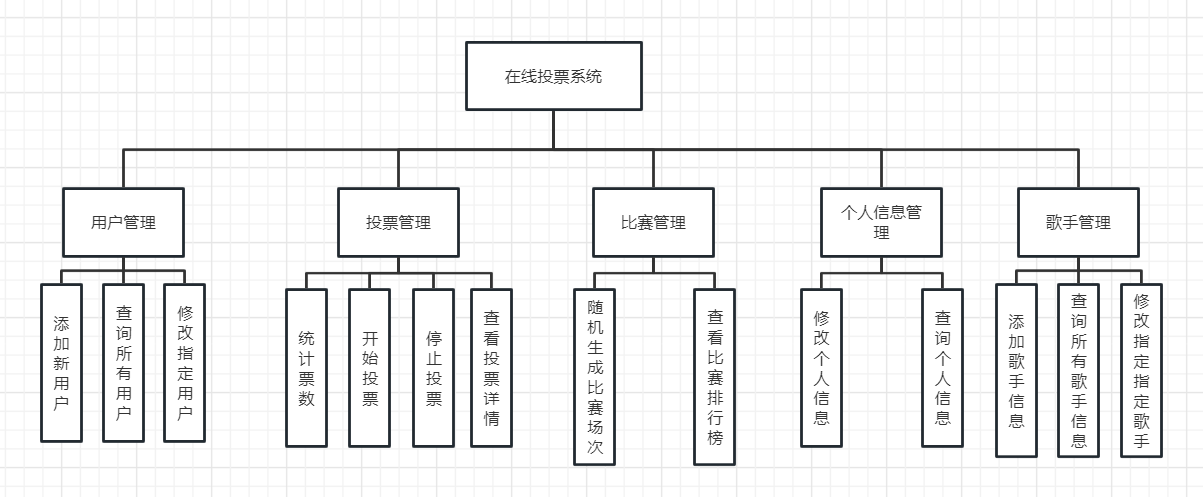 在线投票系统
用户管理
投票管理
比赛管理
个人信息管
理
歌手管理
添加新用户
查询所有用户
修改指定用户
统计票数
开始投票
停止投票
查看投票详情
随机生成比赛场次
查看比赛排行榜
修改个人信息
查询个人信息
添加歌手信息
查询所有歌手信息
修改指定指定歌手